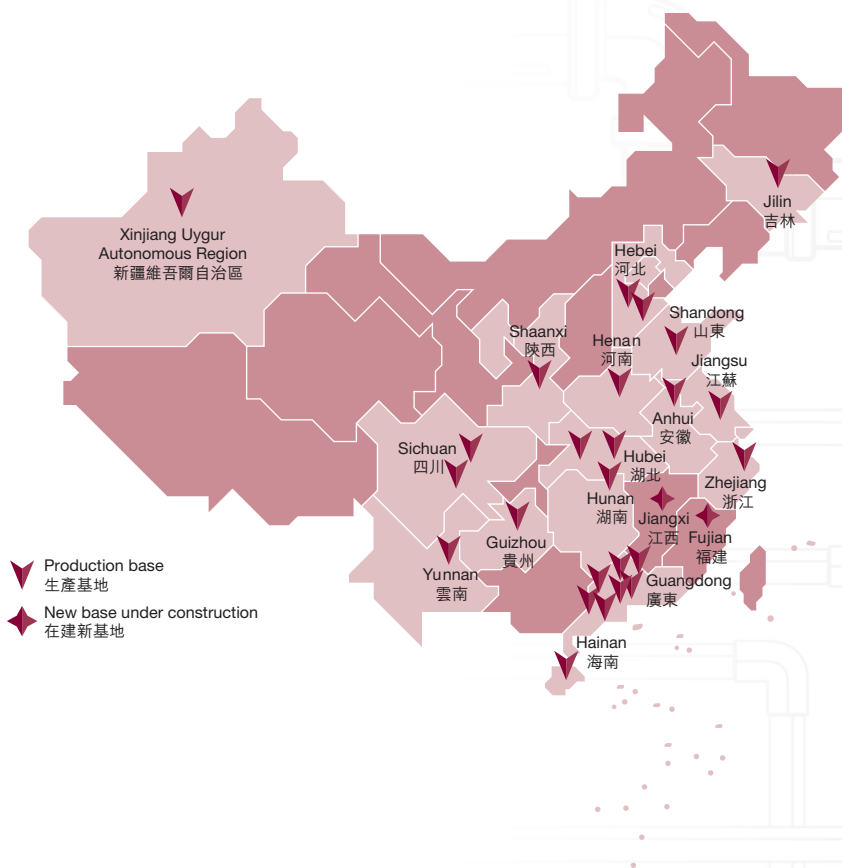 Jilin
吉林
Xinjiang Uygur
Autonomous Region
新疆維吾爾自治區
Hebei
河北
Shandong
山東
Shaanxi
陝西
Henan
河南
Jiangsu
江蘇
Anhui
安徽
Sichuan
四川
Hubei
湖北
Zhejiang
浙江
Hunan
湖南
Jiangxi
江西
Fujian
福建
Guizhou
貴州
Yunnan
雲南
Guangdong
廣東
Hainan
海南
Production base
生產基地
New base under construction
在建新基地